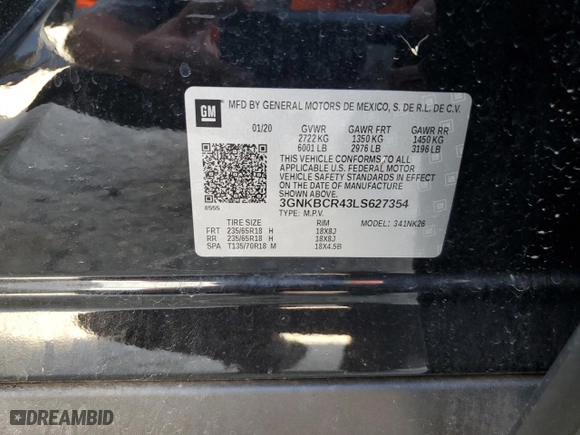 GM
MFD BY GENERAL MOTORS DE MEXICO, S. DE R.L. DE C.V.
01/20 GVWR GAWR FRT GAWR RR
2722 KG 1350 KG 1450 KG
6001 LB 2976 LB 3196 LB
THIS VEHICLE CONFORMS TO ALL
APPLICABLE U.S. FEDERAL MOTOR
VEHICLE SAFETY STANDARDS IN EFFECT
ON THE DATE OF MANUFACTURE
SHOWN ABOVE.
3GNKBCR43LS627354
8555 TYPE: M.P.V. MODEL: 341NK26
TIRE SIZE RIM
FRT 235/65R18 H 18X8J
RR 235/65R18 H 18X8J
SPA T135/70R18 M 18X4.5B
DREAMBID